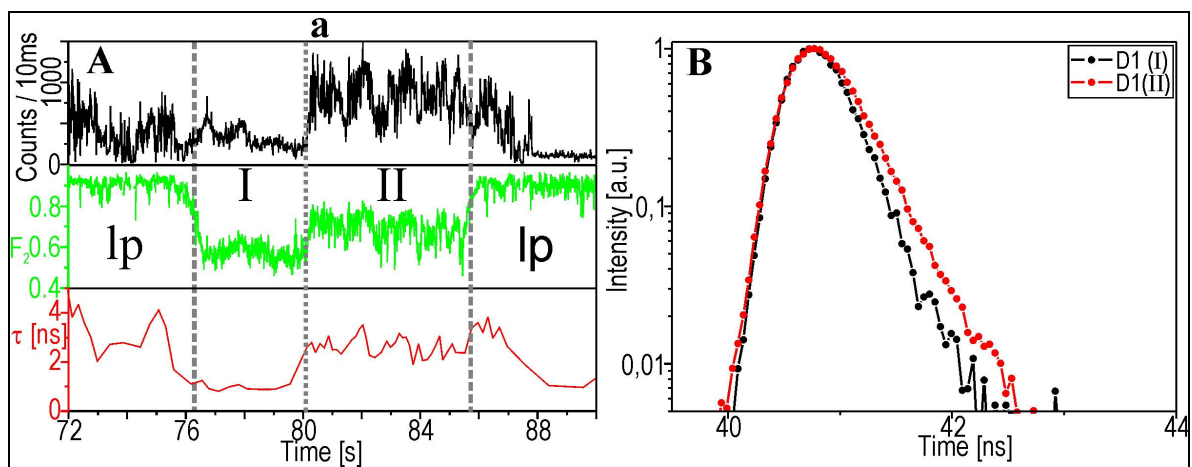 a
A
Counts / 10ms
1000
0
I
II
lp
lp
F2
0.8
0.6
0.4
τ [ns]
4
2
0
72 76 80 84 88
Time [s]
B
D1 (I)
D1(II)
Intensity [a.u.]
1
0,1
0,01
40 42 44
Time [ns]